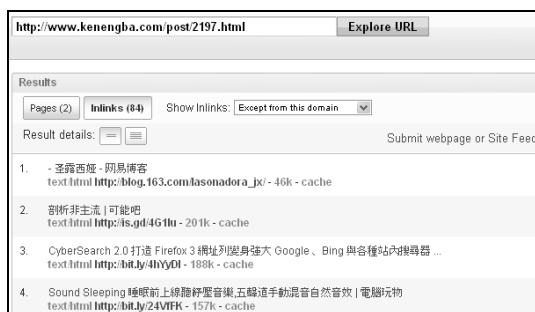 http://www.kenengba.com/post/2197.html Explore URL
Results
Pages (2) Inlinks (84) Show Inlinks: Except from this domain
Result details: Submit webpage or Site Feed
1. - 圣露西娅 - 网易博客
text/html http://blog.163.com/lasonadora_jx/ - 46k - cache
2. 剖析非主流 | 可能吧
text/html http://is.gd/4G1Iu - 201k - cache
3. CyberSearch 2.0 打造 Firefox 3 網址列變身強大 Google 、Bing 與各種站內搜尋器 ...
text/html http://bit.ly/4hYyDl - 188k - cache
4. Sound Sleeping 睡眠前上線聽紓壓音樂,五聲道手動混音自然音效 | 電腦玩物
text/html http://bit.ly/24VfFK - 157k - cache